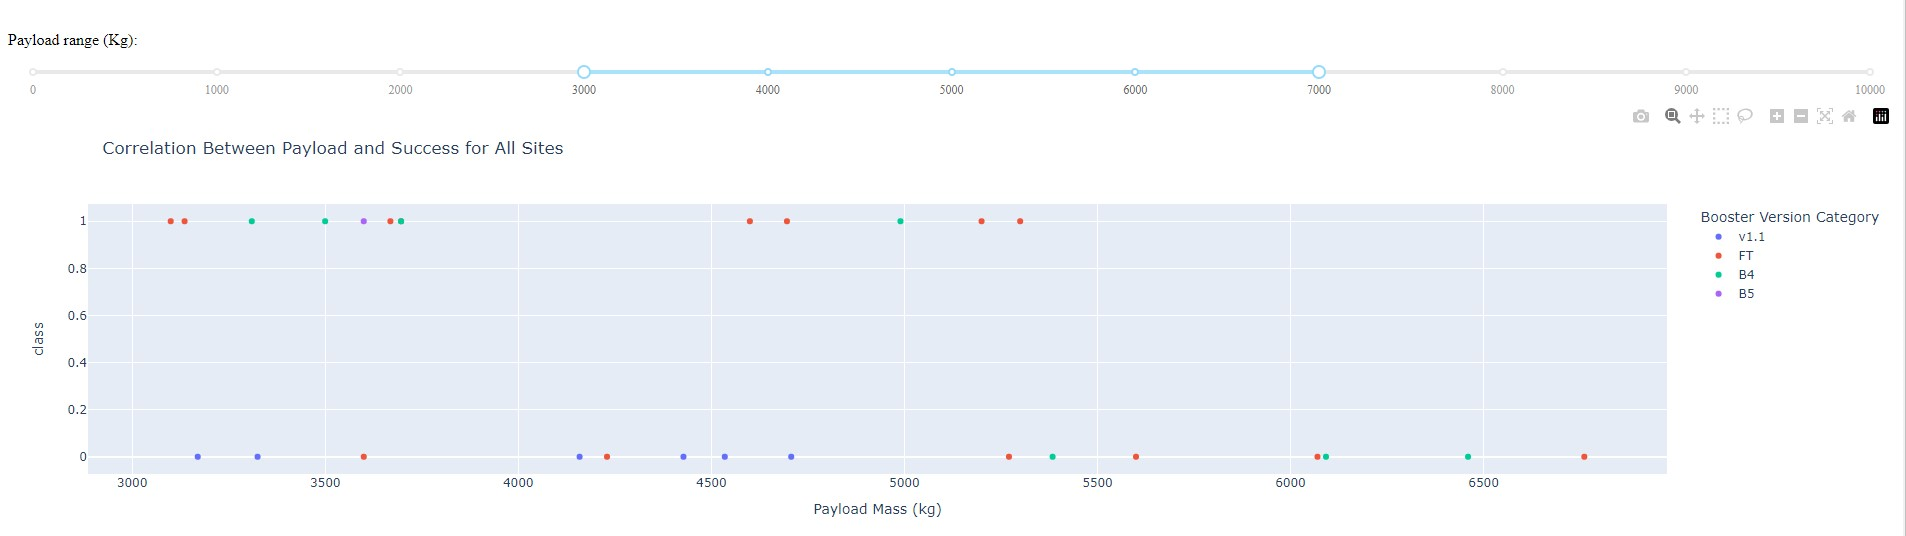 Payload range (Kg):
0 1000 2000 3000 4000 5000 6000 7000 8000 9000 10000
Correlation Between Payload and Success for All Sites
1
0.8
0.6
0.4
0.2
0
class
3000 3500 4000 4500 5000 5500 6000 6500
Payload Mass (kg)
Booster Version Category
v1.1
FT
B4
B5